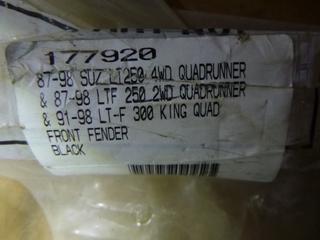 177920
87-98 SUZ LT250 4WD QUADRUNNER
& 87-98 LTF 250 2WD QUADRUNNER
& 91-98 LT-F 300 KING QUAD
FRONT FENDER
BLACK